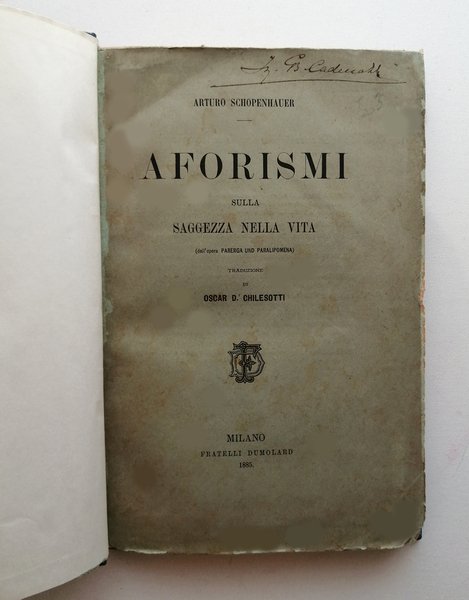 ARTURO SCHOPENHAUER
AFORISMI
SULLA
SAGGEZZA NELLA VITA
(dall'opera PARERGA UND PARALIPOMENA)
TRADUZIONE
DI
OSCAR D.r CHILESOTTI
MILANO
FRATELLI DUMOLARD
1885.